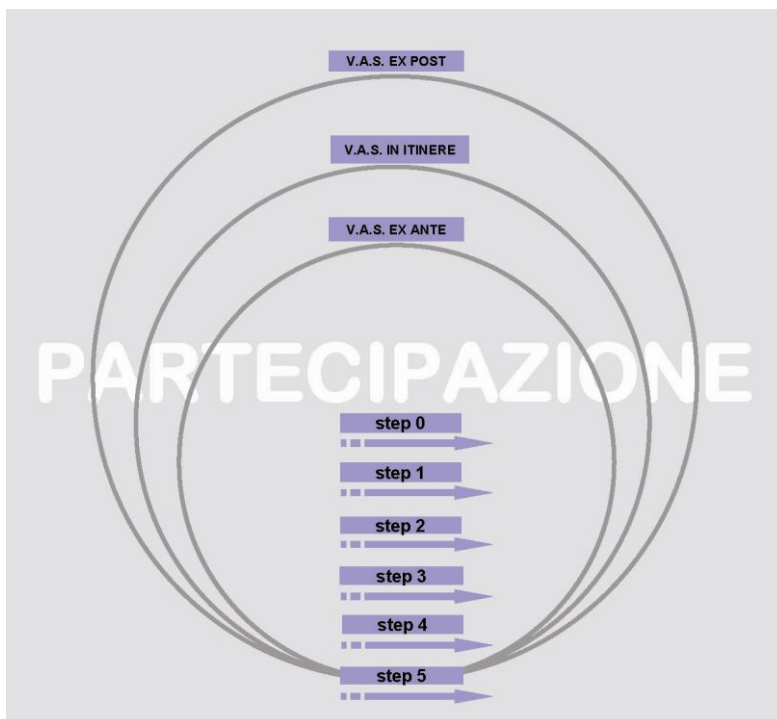 V.A.S. EX POST
V.A.S. IN ITINERE
V.A.S. EX ANTE
PARTECIPAZIONE
step 0
step 1
step 2
step 3
step 4
step 5